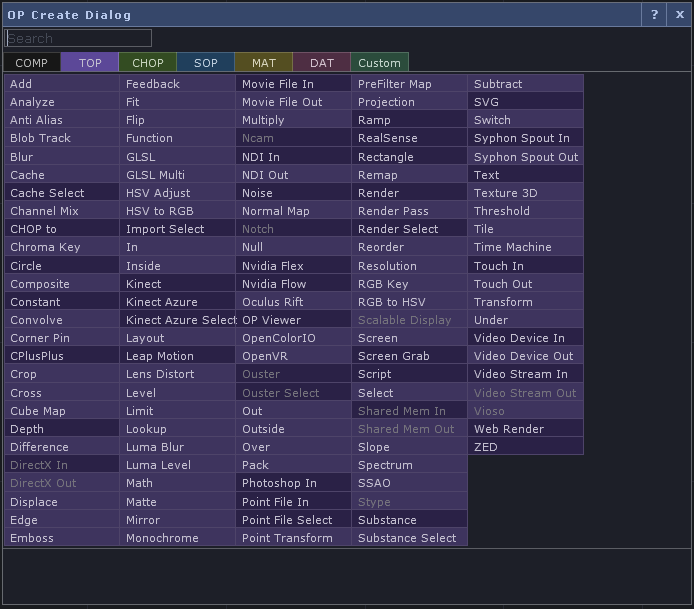 OP Create Dialog
? x
Search
COMP TOP CHOP SOP MAT DAT Custom
Add
Analyze
Anti Alias
Blob Track
Blur
Cache
Cache Select
Channel Mix
CHOP to
Chroma Key
Circle
Composite
Constant
Convolve
Corner Pin
CPlusPlus
Crop
Cross
Cube Map
Depth
Difference
DirectX In
DirectX Out
Displace
Edge
Emboss
Feedback
Fit
Flip
Function
GLSL
GLSL Multi
HSV Adjust
HSV to RGB
Import Select
In
Inside
Kinect
Kinect Azure
Kinect Azure Select
Layout
Leap Motion
Lens Distort
Level
Limit
Lookup
Luma Blur
Luma Level
Math
Matte
Mirror
Monochrome
Movie File In
Movie File Out
Multiply
Ncam
NDI In
NDI Out
Noise
Normal Map
Notch
Null
Nvidia Flex
Nvidia Flow
Oculus Rift
OP Viewer
OpenColorIO
OpenVR
Ouster
Ouster Select
Out
Outside
Over
Pack
Photoshop In
Point File In
Point File Select
Point Transform
PreFilter Map
Projection
Ramp
RealSense
Rectangle
Remap
Render
Render Pass
Render Select
Reorder
Resolution
RGB Key
RGB to HSV
Scalable Display
Screen
Screen Grab
Script
Select
Shared Mem In
Shared Mem Out
Slope
Spectrum
SSAO
Stype
Substance
Substance Select
Subtract
SVG
Switch
Syphon Spout In
Syphon Spout Out
Text
Texture 3D
Threshold
Tile
Time Machine
Touch In
Touch Out
Transform
Under
Video Device In
Video Device Out
Video Stream In
Video Stream Out
Vioso
Web Render
ZED